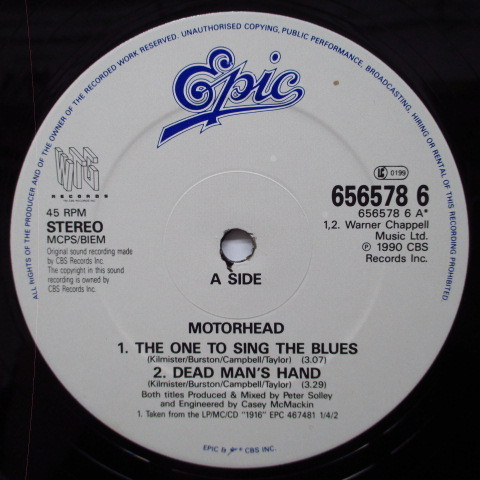 ALL RIGHTS OF THE PRODUCER AND OF THE OWNER OF THE RECORDED WORK RESERVED. UNAUTHORISED COPYING, PUBLIC PERFORMANCE, BROADCASTING, HIRING OR RENTAL OF THIS RECORDING PROHIBITED.
Epic
WTG
RECORDS
LC 0199
45 RPM
STEREO
MCPS/BIEM
Original sound recording made
by CBS Records Inc.
The copyright in this sound
recording is owned by
CBS Records Inc.
656578 6
656578 6 A*
1,2. Warner Chappell
Music Ltd.
℗ 1990 CBS
Records Inc.
A SIDE
MOTORHEAD
1. THE ONE TO SING THE BLUES
(Kilmister/Burston/Campbell/Taylor) (3.07)
2. DEAD MAN'S HAND
(Kilmister/Burston/Campbell/Taylor) (3.29)
Both titles Produced & Mixed by Peter Solley
and Engineered by Casey McMackin
1. Taken from the LP/MC/CD "1916" EPC 467481 1/4/2
EPIC & * CBS INC.